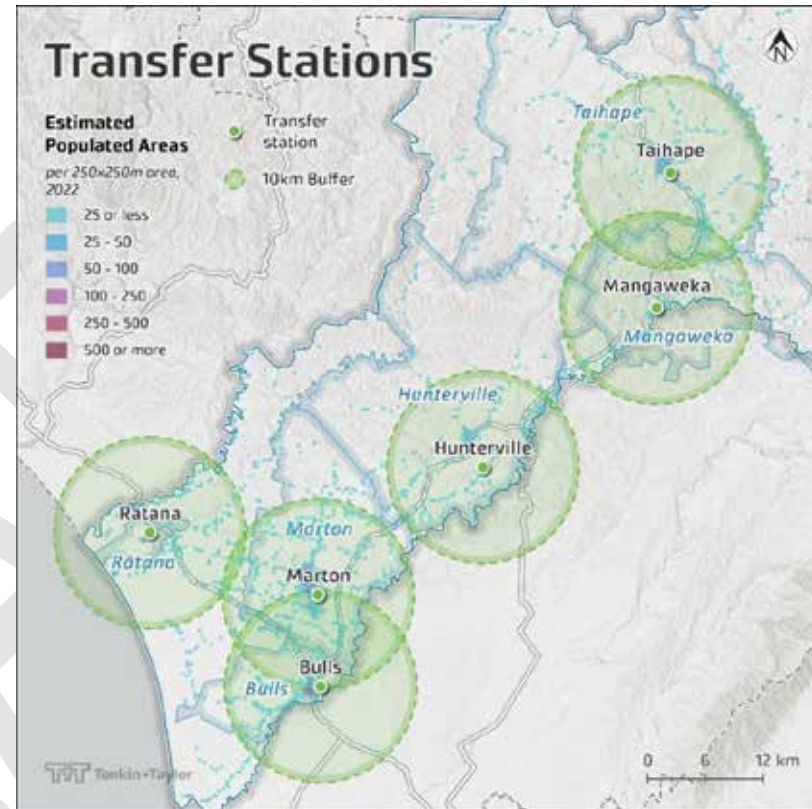 Transfer Stations
Estimated
Populated Areas
per 250x250m area,
2022
25 or less
25 - 50
50 - 100
100 - 250
250 - 500
500 or more
Transfer
station
10km Buffer
N
Taihape
Taihape
Mangaweka
Mangaweka
Hunterville
Hunterville
Rātana
Rātana
Marton
Marton
Bulls
Bulls
T+T Tonkin+Taylor
0 6 12 km